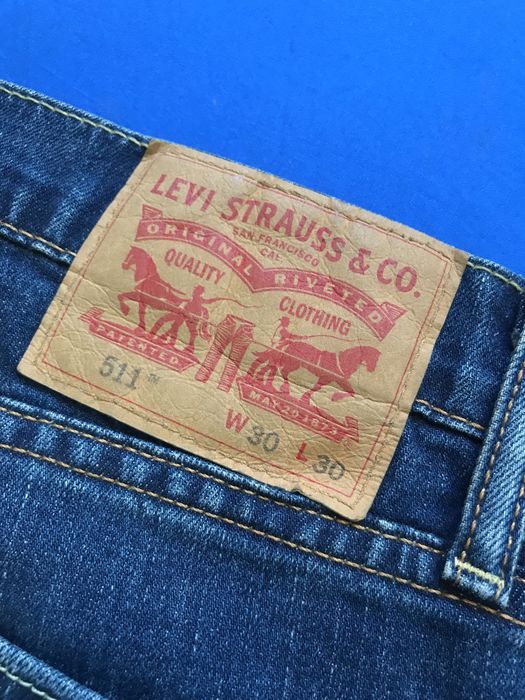 LEVI STRAUSS & CO.
SAN FRANCISCO
CAL.
ORIGINAL RIVETED
QUALITY CLOTHING
PATENTED MAY 20 1873
511™
W 30 L 30